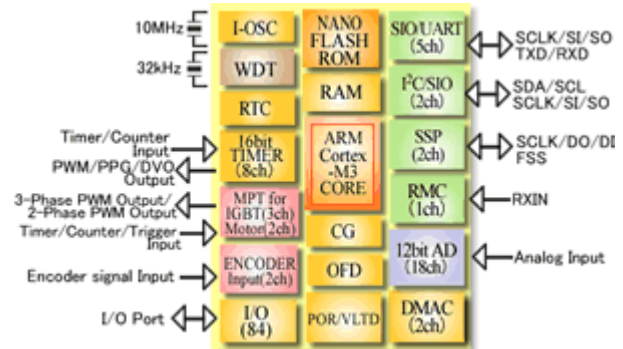 10MHz
32kHz
Timer/Counter
Input
PWM/PPG/DVO
Output
3-Phase PWM Output/
2-Phase PWM Output
Timer/Counter/Trigger
Input
Encoder signal Input
I/O Port
I-OSC
WDT
RTC
16bit
TIMER
(8ch)
MPT for
IGBT(3ch)
Motor(2ch)
ENCODER
Input(2ch)
I/O
(84)
NANO
FLASH
ROM
RAM
ARM
Cortex
-M3
CORE
CG
OFD
POR/VLTD
SIO/UART
(5ch)
I²C/SIO
(2ch)
SSP
(2ch)
RMC
(1ch)
12bit AD
(18ch)
DMAC
(2ch)
SCLK/SI/SO
TXD/RXD
SDA/SCL
SCLK/SI/SO
SCLK/DO/DI
FSS
RXIN
Analog Input